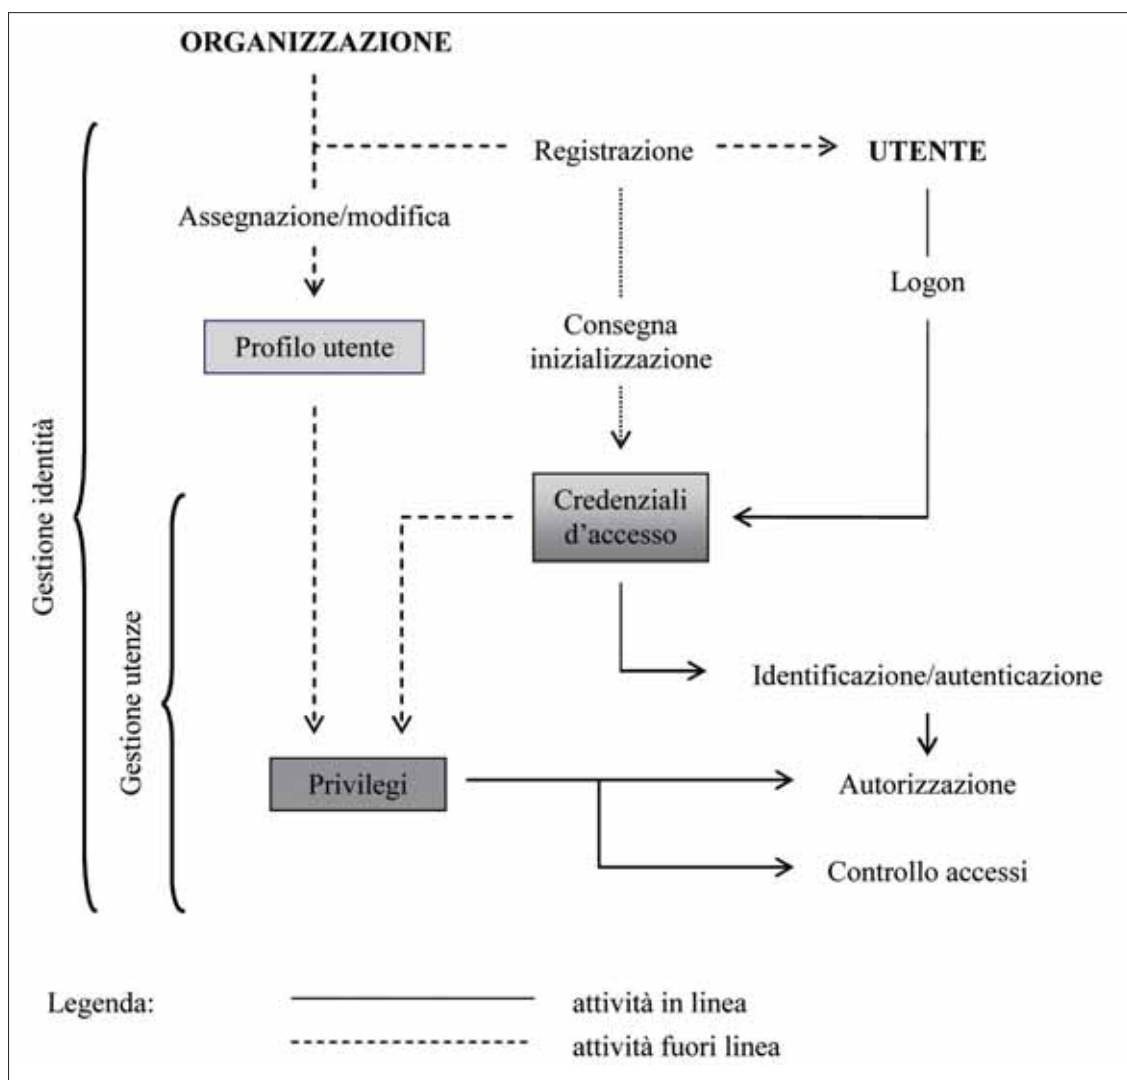 ORGANIZZAZIONE
Registrazione
UTENTE
Assegnazione/modifica
Logon
Profilo utente
Consegna
inizializzazione
Gestione identità
Credenziali
d’accesso
Gestione utenze
Identificazione/autenticazione
Privilegi
Autorizzazione
Controllo accessi
Legenda:
attività in linea
attività fuori linea